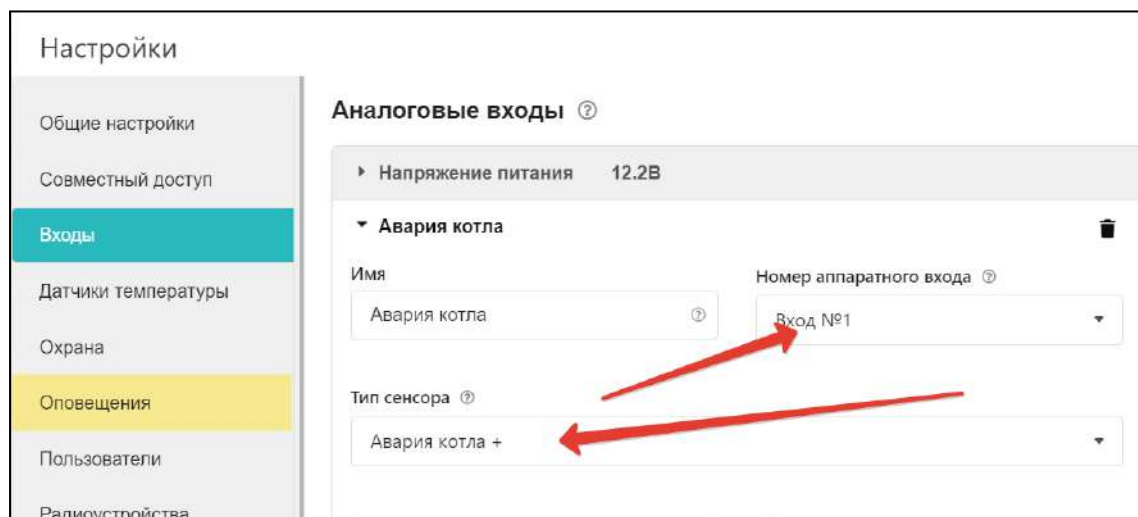 Настройки
Общие настройки
Совместный доступ
Входы
Датчики температуры
Охрана
Оповещения
Пользователи
Радиоустройства
Аналоговые входы
Напряжение питания 12.2В
Авария котла
Имя
Номер аппаратного входа
Авария котла
Вход №1
Тип сенсора
Авария котла +